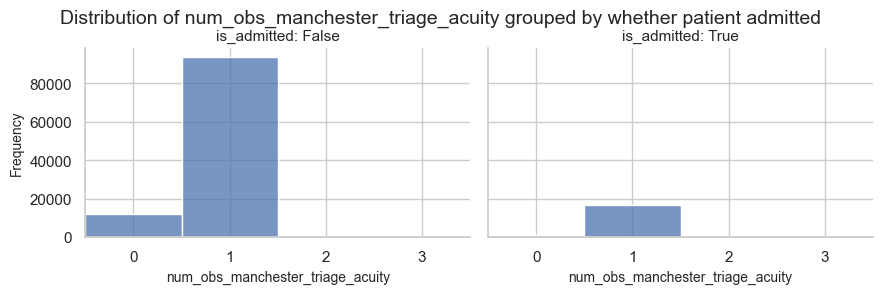 Distribution of num_obs_manchester_triage_acuity grouped by whether patient admitted
is_admitted: False
is_admitted: True
Frequency
80000
60000
40000
20000
0
0 1 2 3
0 1 2 3
num_obs_manchester_triage_acuity
num_obs_manchester_triage_acuity